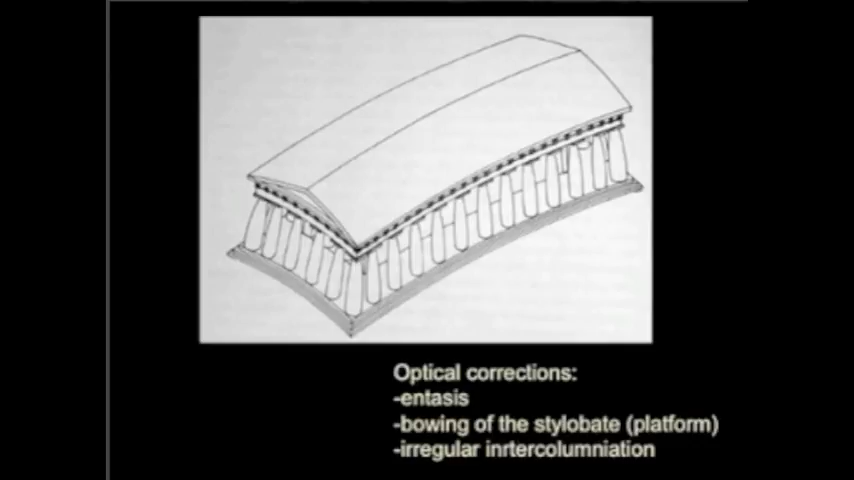 Optical corrections:
-entasis
-bowing of the stylobate (platform)
-irregular inrtercolumniation